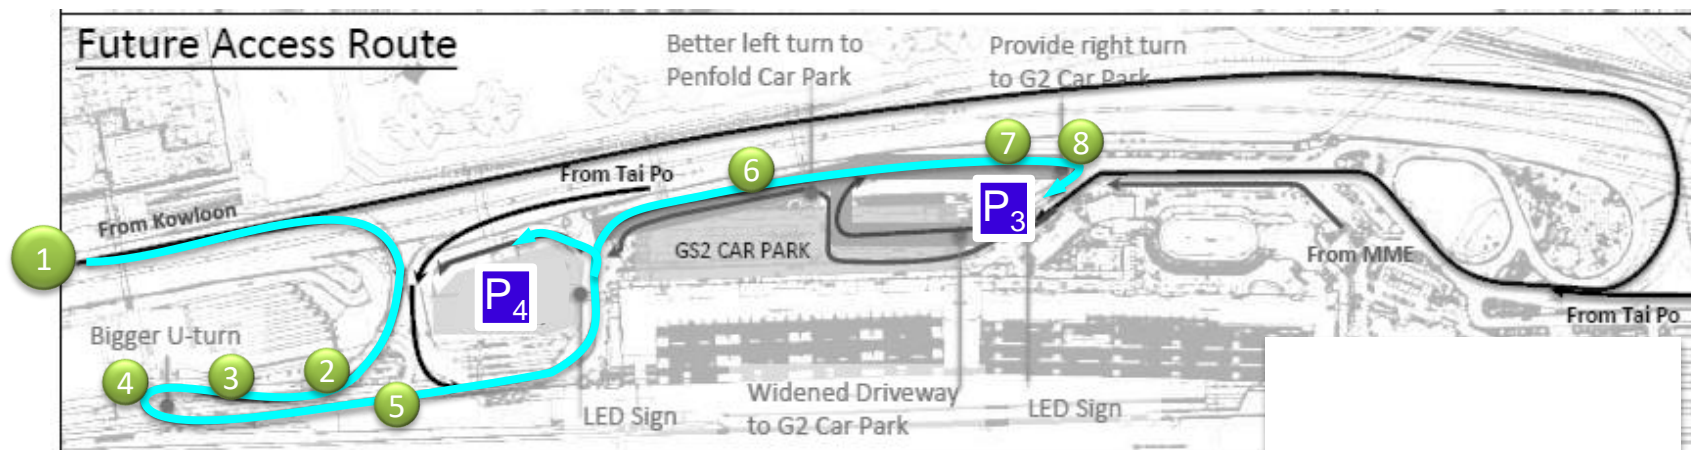 Future Access Route
Better left turn to
Penfold Car Park
Provide right turn
to G2 Car Park
7
8
6
From Tai Po
P3
From Kowloon
1
GS2 CAR PARK
From MME
P4
From Tai Po
Bigger U-turn
4
3
2
5
Widened Driveway
to G2 Car Park
LED Sign
LED Sign